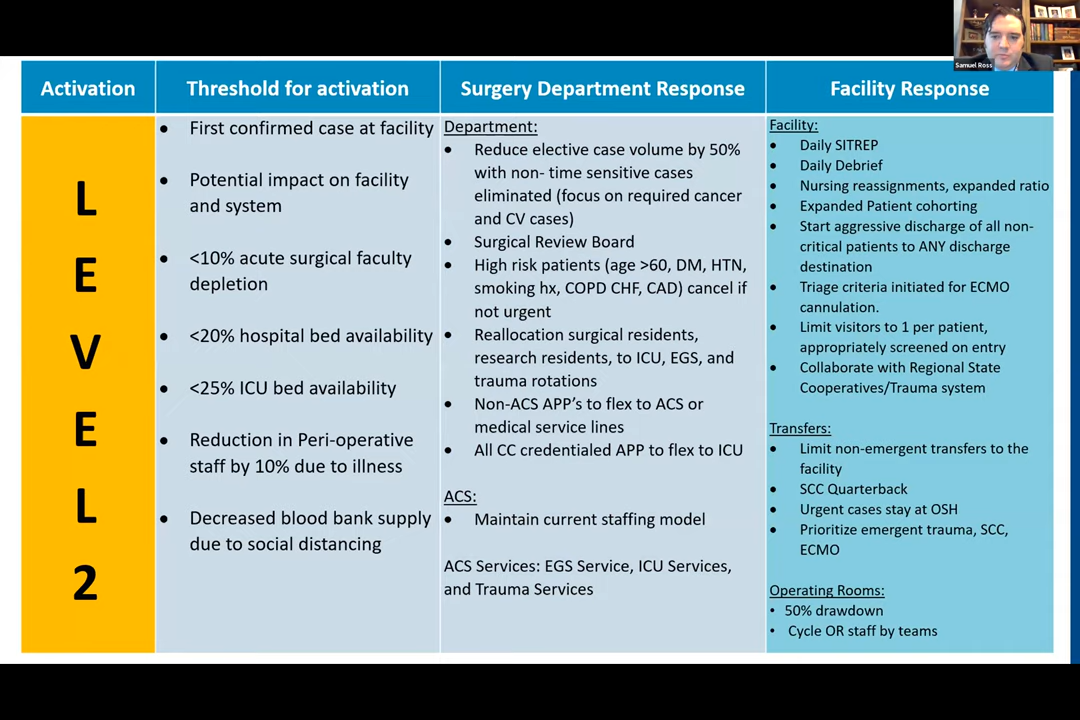 Samuel Ross
Activation
Threshold for activation
Surgery Department Response
Facility Response
L
E
V
E
L
2
• First confirmed case at facility
• Potential impact on facility
and system
• <10% acute surgical faculty
depletion
• <20% hospital bed availability
• <25% ICU bed availability
• Reduction in Peri-operative
staff by 10% due to illness
• Decreased blood bank supply
due to social distancing
Department:
• Reduce elective case volume by 50%
with non- time sensitive cases
eliminated (focus on required cancer
and CV cases)
• Surgical Review Board
• High risk patients (age >60, DM, HTN,
smoking hx, COPD CHF, CAD) cancel if
not urgent
• Reallocation surgical residents,
research residents, to ICU, EGS, and
trauma rotations
• Non-ACS APP's to flex to ACS or
medical service lines
• All CC credentialed APP to flex to ICU
ACS:
• Maintain current staffing model
ACS Services: EGS Service, ICU Services,
and Trauma Services
Facility:
• Daily SITREP
• Daily Debrief
• Nursing reassignments, expanded ratio
• Expanded Patient cohorting
• Start aggressive discharge of all non-
critical patients to ANY discharge
destination
• Triage criteria initiated for ECMO
cannulation.
• Limit visitors to 1 per patient,
appropriately screened on entry
• Collaborate with Regional State
Cooperatives/Trauma system
Transfers:
• Limit non-emergent transfers to the
facility
• SCC Quarterback
• Urgent cases stay at OSH
• Prioritize emergent trauma, SCC,
ECMO
Operating Rooms:
• 50% drawdown
• Cycle OR staff by teams